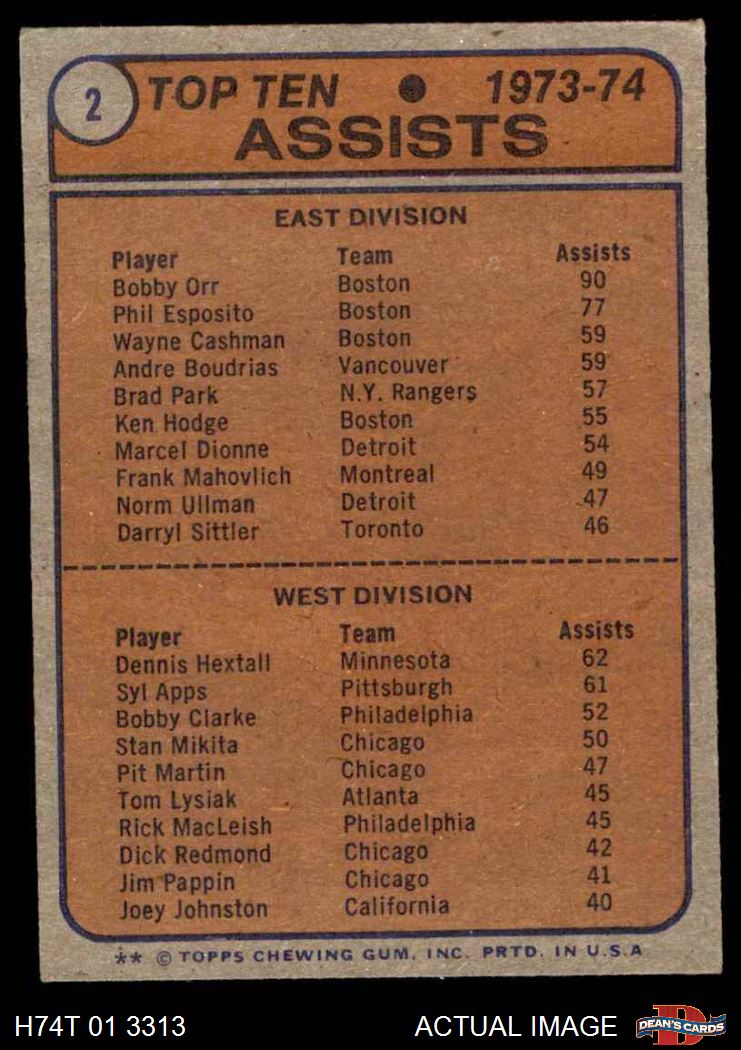 2
TOP TEN ● 1973-74
ASSISTS
EAST DIVISION
Player Team Assists
Bobby Orr Boston 90
Phil Esposito Boston 77
Wayne Cashman Boston 59
Andre Boudrias Vancouver 59
Brad Park N.Y. Rangers 57
Ken Hodge Boston 55
Marcel Dionne Detroit 54
Frank Mahovlich Montreal 49
Norm Ullman Detroit 47
Darryl Sittler Toronto 46
WEST DIVISION
Player Team Assists
Dennis Hextall Minnesota 62
Syl Apps Pittsburgh 61
Bobby Clarke Philadelphia 52
Stan Mikita Chicago 50
Pit Martin Chicago 47
Tom Lysiak Atlanta 45
Rick MacLeish Philadelphia 45
Dick Redmond Chicago 42
Jim Pappin Chicago 41
Joey Johnston California 40
** © TOPPS CHEWING GUM, INC. PRTD. IN U.S.A
H74T 01 3313 ACTUAL IMAGE D DEAN'S CARDS